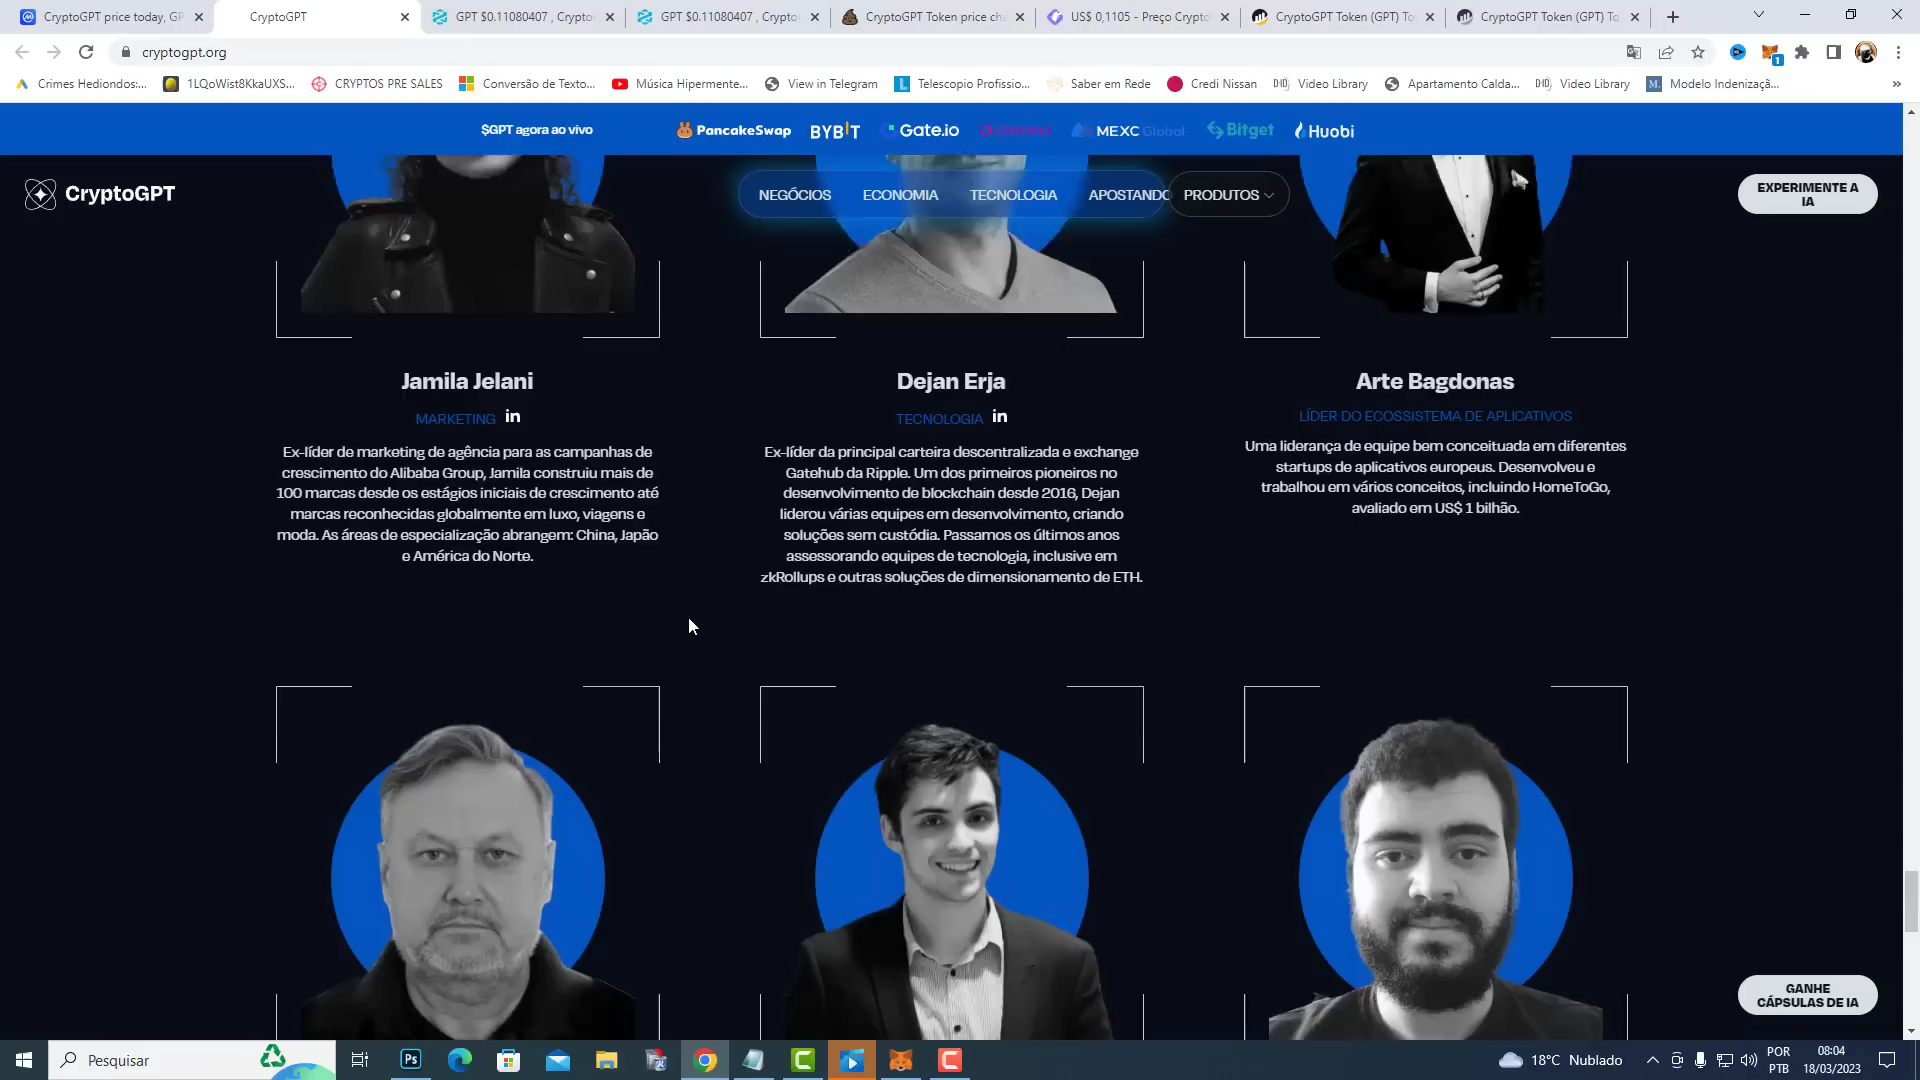 CryptoGPT price today, GP
CryptoGPT
GPT $0.11080407 , Crypto
GPT $0.11080407 , Crypto
CryptoGPT Token price cha
US$ 0,1105 - Preço Crypto
CryptoGPT Token (GPT) To
CryptoGPT Token (GPT) To
cryptogpt.org
Crimes Hediondos:...
1LQoWist8KkaUXS...
CRYPTOS PRE SALES
Conversão de Texto...
Música Hipermente...
View in Telegram
Telescopio Profissio...
Saber em Rede
Credi Nissan
Video Library
Apartamento Calda...
Video Library
Modelo Indenizaçã...
$GPT agora ao vivo
PancakeSwap
BYBIT
Gate.io
UNISWAP
MEXC Global
Bitget
Huobi
CryptoGPT
NEGÓCIOS
ECONOMIA
TECNOLOGIA
APOSTANDO
PRODUTOS
EXPERIMENTE A
IA
Jamila Jelani
MARKETING in
Ex-líder de marketing de agência para as campanhas de
crescimento do Alibaba Group, Jamila construiu mais de
100 marcas desde os estágios iniciais de crescimento até
marcas reconhecidas globalmente em luxo, viagens e
moda. As áreas de especialização abrangem: China, Japão
e América do Norte.
Dejan Erja
TECNOLOGIA in
Ex-líder da principal carteira descentralizada e exchange
Gatehub da Ripple. Um dos primeiros pioneiros no
desenvolvimento de blockchain desde 2016, Dejan
liderou várias equipes em desenvolvimento, criando
soluções sem custódia. Passamos os últimos anos
assessorando equipes de tecnologia, inclusive em
zkRollups e outras soluções de dimensionamento de ETH.
Arte Bagdonas
LÍDER DO ECOSSISTEMA DE APLICATIVOS
Uma liderança de equipe bem conceituada em diferentes
startups de aplicativos europeus. Desenvolveu e
trabalhou em vários conceitos, incluindo HomeToGo,
avaliado em US$ 1 bilhão.
GANHE
CÁPSULAS DE IA
Pesquisar
Ps
18°C Nublado
POR
PTB
08:04
18/03/2023